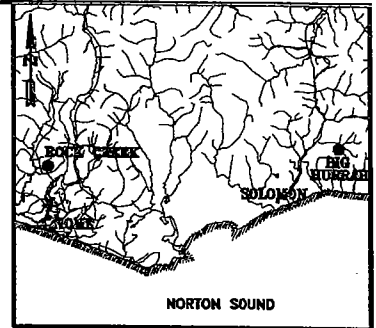 N
ROCK CREEK
BIG
HURRAH
SOLOMON
NOME
NORTON SOUND